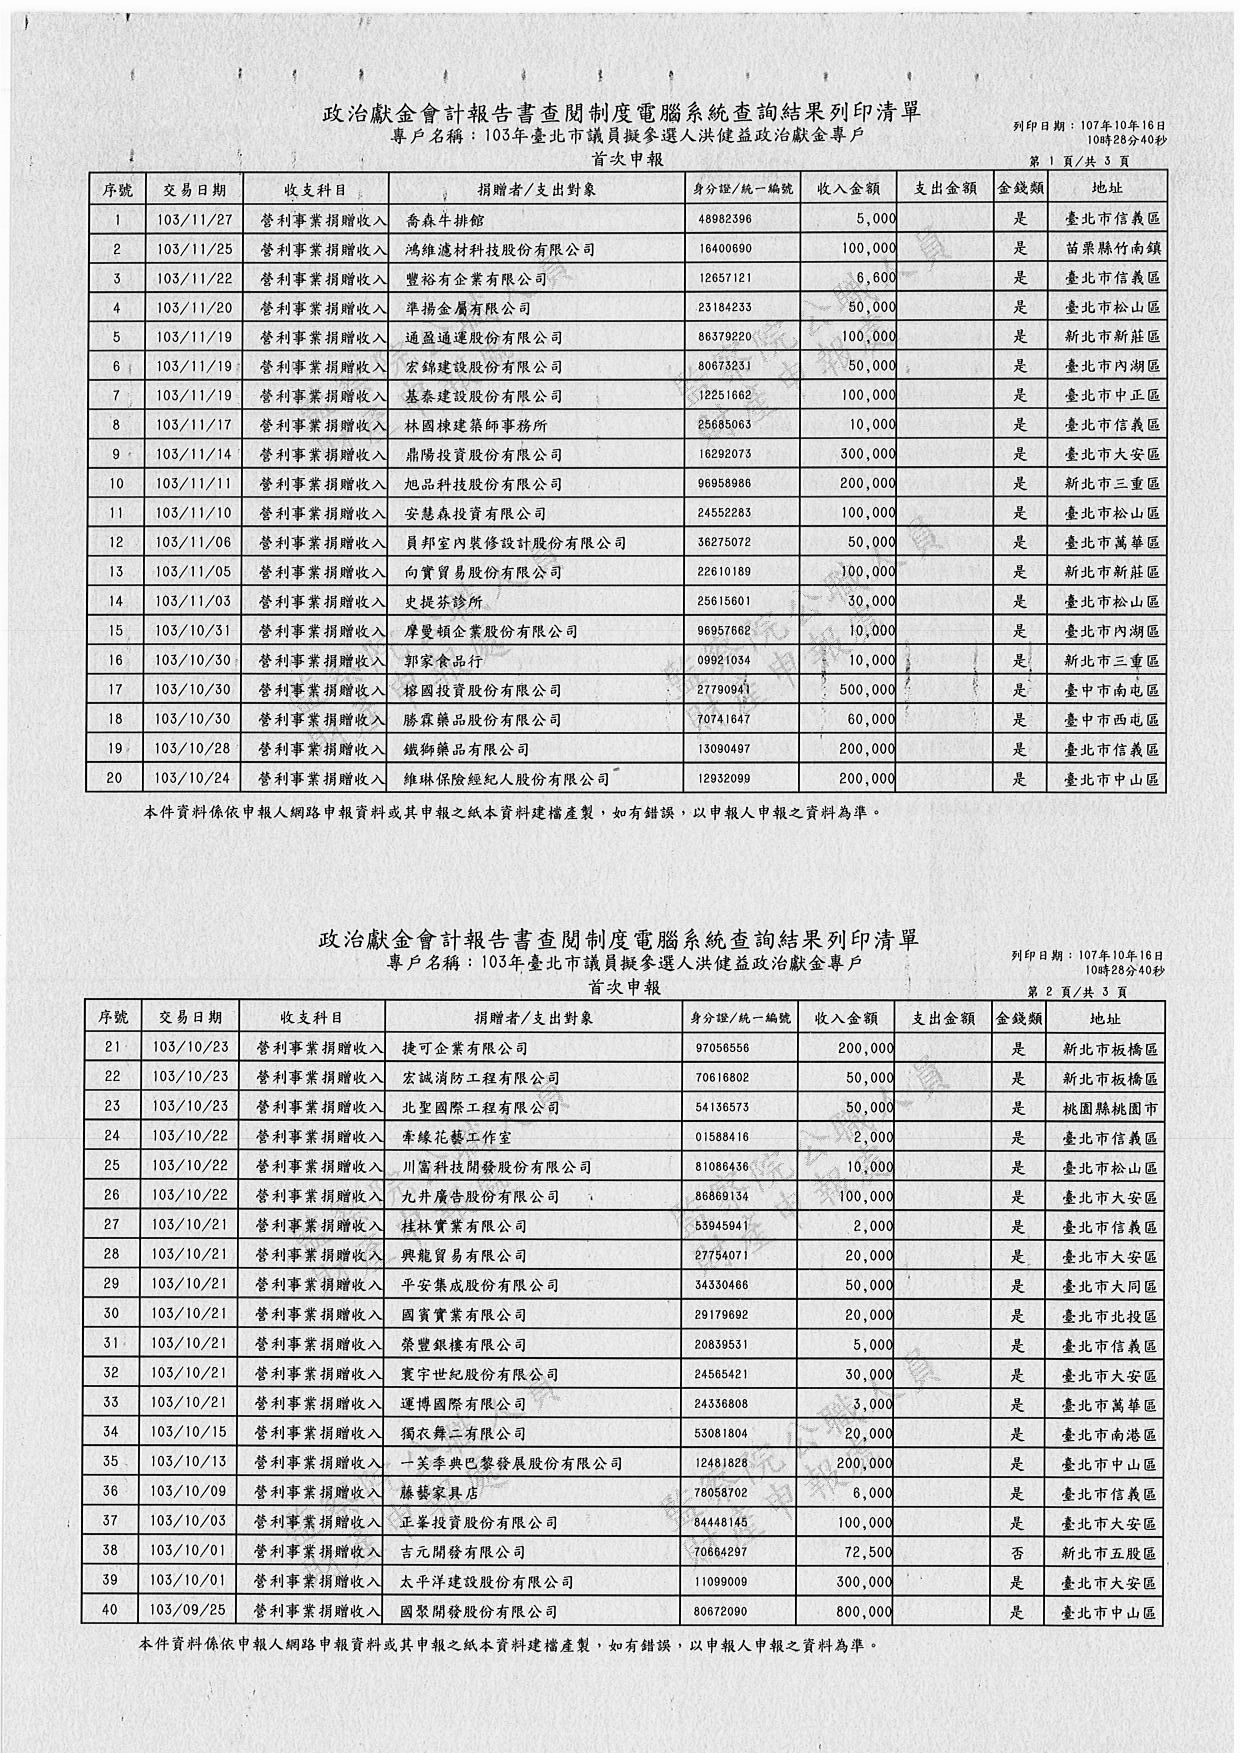 政治獻金會計報告書查閱制度電腦系統查詢結果列印清單
專戶名稱：103年臺北市議員擬參選人洪健益政治獻金專戶
列印日期：107年10月16日
10時28分40秒
首次申報
第 1 頁/共 3 頁
序號 交易日期 收支科目 捐贈者/支出對象 身分證/統一編號 收入金額 支出金額 金錢類 地址
1 103/11/27 營利事業捐贈收入 喬森牛排館 48982396 5,000 是 臺北市信義區
2 103/11/25 營利事業捐贈收入 鴻維濾材科技股份有限公司 16400690 100,000 是 苗栗縣竹南鎮
3 103/11/22 營利事業捐贈收入 豐裕有企業有限公司 12657121 6,600 是 臺北市信義區
4 103/11/20 營利事業捐贈收入 準揚金屬有限公司 23184233 50,000 是 臺北市松山區
5 103/11/19 營利事業捐贈收入 通盈通運股份有限公司 86379220 100,000 是 新北市新莊區
6 103/11/19 營利事業捐贈收入 宏錦建設股份有限公司 80673231 50,000 是 臺北市內湖區
7 103/11/19 營利事業捐贈收入 基泰建設股份有限公司 12251662 100,000 是 臺北市中正區
8 103/11/17 營利事業捐贈收入 林國棟建築師事務所 25685063 10,000 是 臺北市信義區
9 103/11/14 營利事業捐贈收入 鼎陽投資股份有限公司 16292073 300,000 是 臺北市大安區
10 103/11/11 營利事業捐贈收入 旭品科技股份有限公司 96958986 200,000 是 新北市三重區
11 103/11/10 營利事業捐贈收入 安慧森投資有限公司 24552283 100,000 是 臺北市松山區
12 103/11/06 營利事業捐贈收入 員邦室內裝修設計股份有限公司 36275072 50,000 是 臺北市萬華區
13 103/11/05 營利事業捐贈收入 向實貿易股份有限公司 22610189 100,000 是 新北市新莊區
14 103/11/03 營利事業捐贈收入 史提芬診所 25615601 30,000 是 臺北市松山區
15 103/10/31 營利事業捐贈收入 摩曼頓企業股份有限公司 96957662 10,000 是 臺北市內湖區
16 103/10/30 營利事業捐贈收入 郭家食品行 09921034 10,000 是 新北市三重區
17 103/10/30 營利事業捐贈收入 榕國投資股份有限公司 27790941 500,000 是 臺中市南屯區
18 103/10/30 營利事業捐贈收入 勝霖藥品股份有限公司 70741647 60,000 是 臺中市西屯區
19 103/10/28 營利事業捐贈收入 鐵獅藥品有限公司 13090497 200,000 是 臺北市信義區
20 103/10/24 營利事業捐贈收入 維琳保險經紀人股份有限公司 12932099 200,000 是 臺北市中山區
本件資料係依申報人網路申報資料或其申報之紙本資料建檔產製，如有錯誤，以申報人申報之資料為準。
政治獻金會計報告書查閱制度電腦系統查詢結果列印清單
專戶名稱：103年臺北市議員擬參選人洪健益政治獻金專戶
列印日期：107年10月16日
10時28分40秒
首次申報
第 2 頁/共 3 頁
序號 交易日期 收支科目 捐贈者/支出對象 身分證/統一編號 收入金額 支出金額 金錢類 地址
21 103/10/23 營利事業捐贈收入 捷可企業有限公司 97056556 200,000 是 新北市板橋區
22 103/10/23 營利事業捐贈收入 宏誠消防工程有限公司 70616802 50,000 是 新北市板橋區
23 103/10/23 營利事業捐贈收入 北聖國際工程有限公司 54136573 50,000 是 桃園縣桃園市
24 103/10/22 營利事業捐贈收入 牽緣花藝工作室 01588416 2,000 是 臺北市信義區
25 103/10/22 營利事業捐贈收入 川富科技開發股份有限公司 81086436 10,000 是 臺北市松山區
26 103/10/22 營利事業捐贈收入 九井廣告股份有限公司 86869134 100,000 是 臺北市大安區
27 103/10/21 營利事業捐贈收入 桂林實業有限公司 53945941 2,000 是 臺北市信義區
28 103/10/21 營利事業捐贈收入 興龍貿易有限公司 27754071 20,000 是 臺北市大安區
29 103/10/21 營利事業捐贈收入 平安集成股份有限公司 34330466 50,000 是 臺北市大同區
30 103/10/21 營利事業捐贈收入 國賓實業有限公司 29179692 20,000 是 臺北市北投區
31 103/10/21 營利事業捐贈收入 榮豐銀樓有限公司 20839531 5,000 是 臺北市信義區
32 103/10/21 營利事業捐贈收入 寰宇世紀股份有限公司 24565421 30,000 是 臺北市大安區
33 103/10/21 營利事業捐贈收入 運博國際有限公司 24336808 3,000 是 臺北市萬華區
34 103/10/15 營利事業捐贈收入 獨衣舞二有限公司 53081804 20,000 是 臺北市南港區
35 103/10/13 營利事業捐贈收入 一芙季典巴黎發展股份有限公司 12481828 200,000 是 臺北市中山區
36 103/10/09 營利事業捐贈收入 藤藝家具店 78058702 6,000 是 臺北市信義區
37 103/10/03 營利事業捐贈收入 正峯投資股份有限公司 84448145 100,000 是 臺北市大安區
38 103/10/01 營利事業捐贈收入 吉元開發有限公司 70664297 72,500 否 新北市五股區
39 103/10/01 營利事業捐贈收入 太平洋建設股份有限公司 11099009 300,000 是 臺北市大安區
40 103/09/25 營利事業捐贈收入 國聚開發股份有限公司 80672090 800,000 是 臺北市中山區
本件資料係依申報人網路申報資料或其申報之紙本資料建檔產製，如有錯誤，以申報人申報之資料為準。